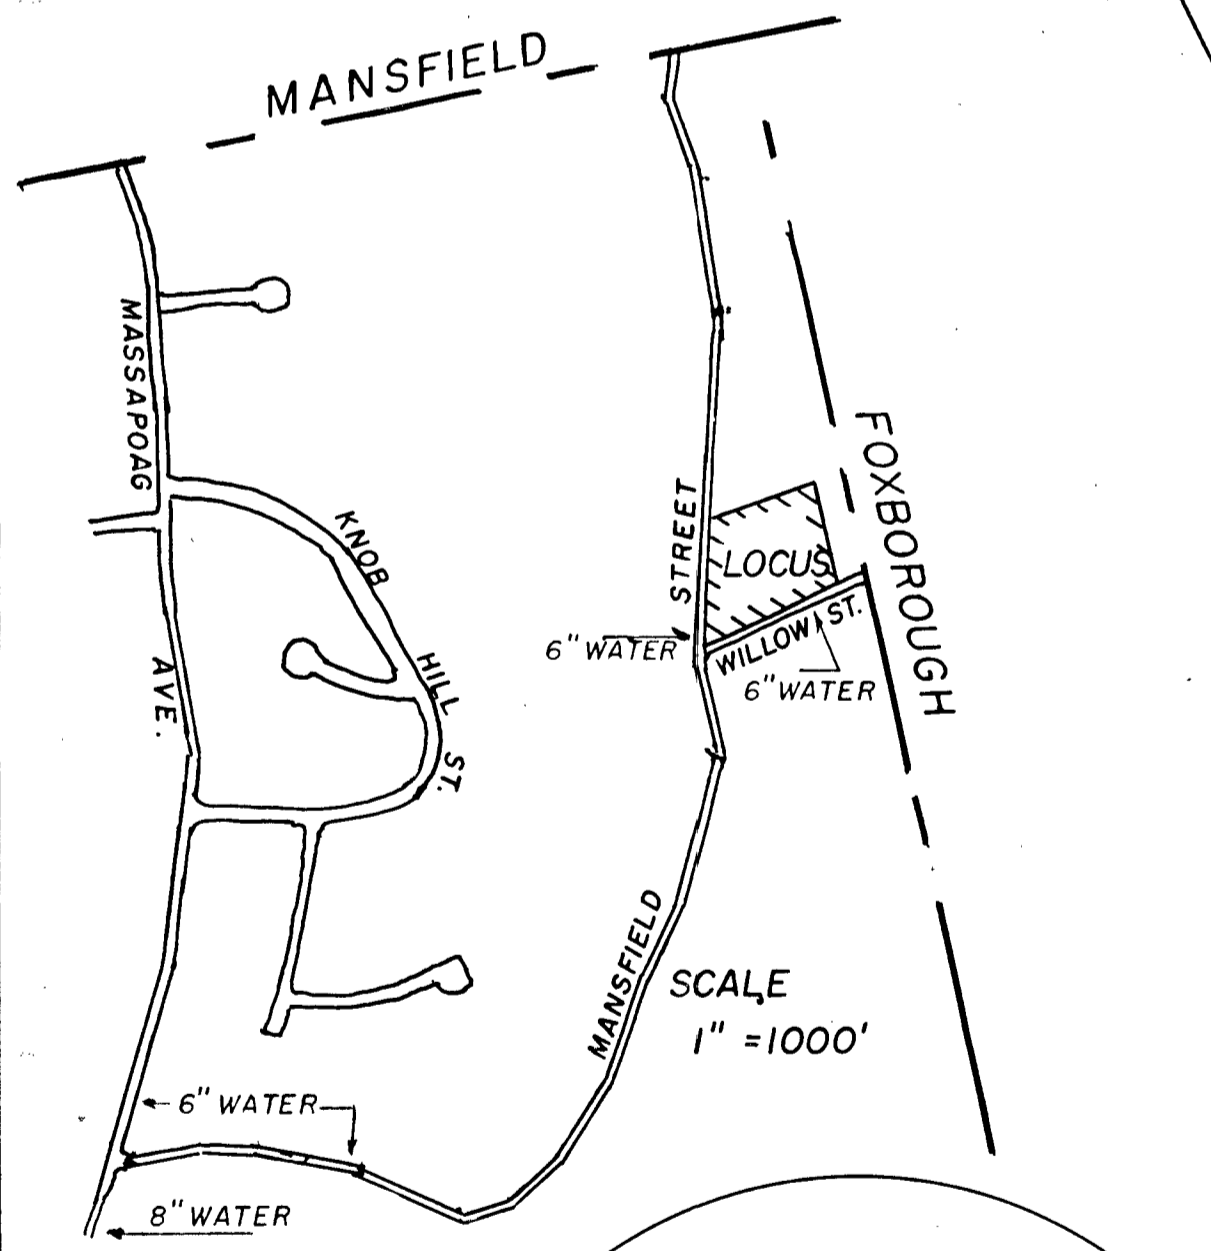 MANSFIELD
MASSAPOAG
AVE.
KNOB
HILL
ST.
STREET
FOXBOROUGH
LOCUS
WILLOW ST.
6" WATER
6" WATER
MANSFIELD
SCALE
1" = 1000'
6" WATER
8" WATER